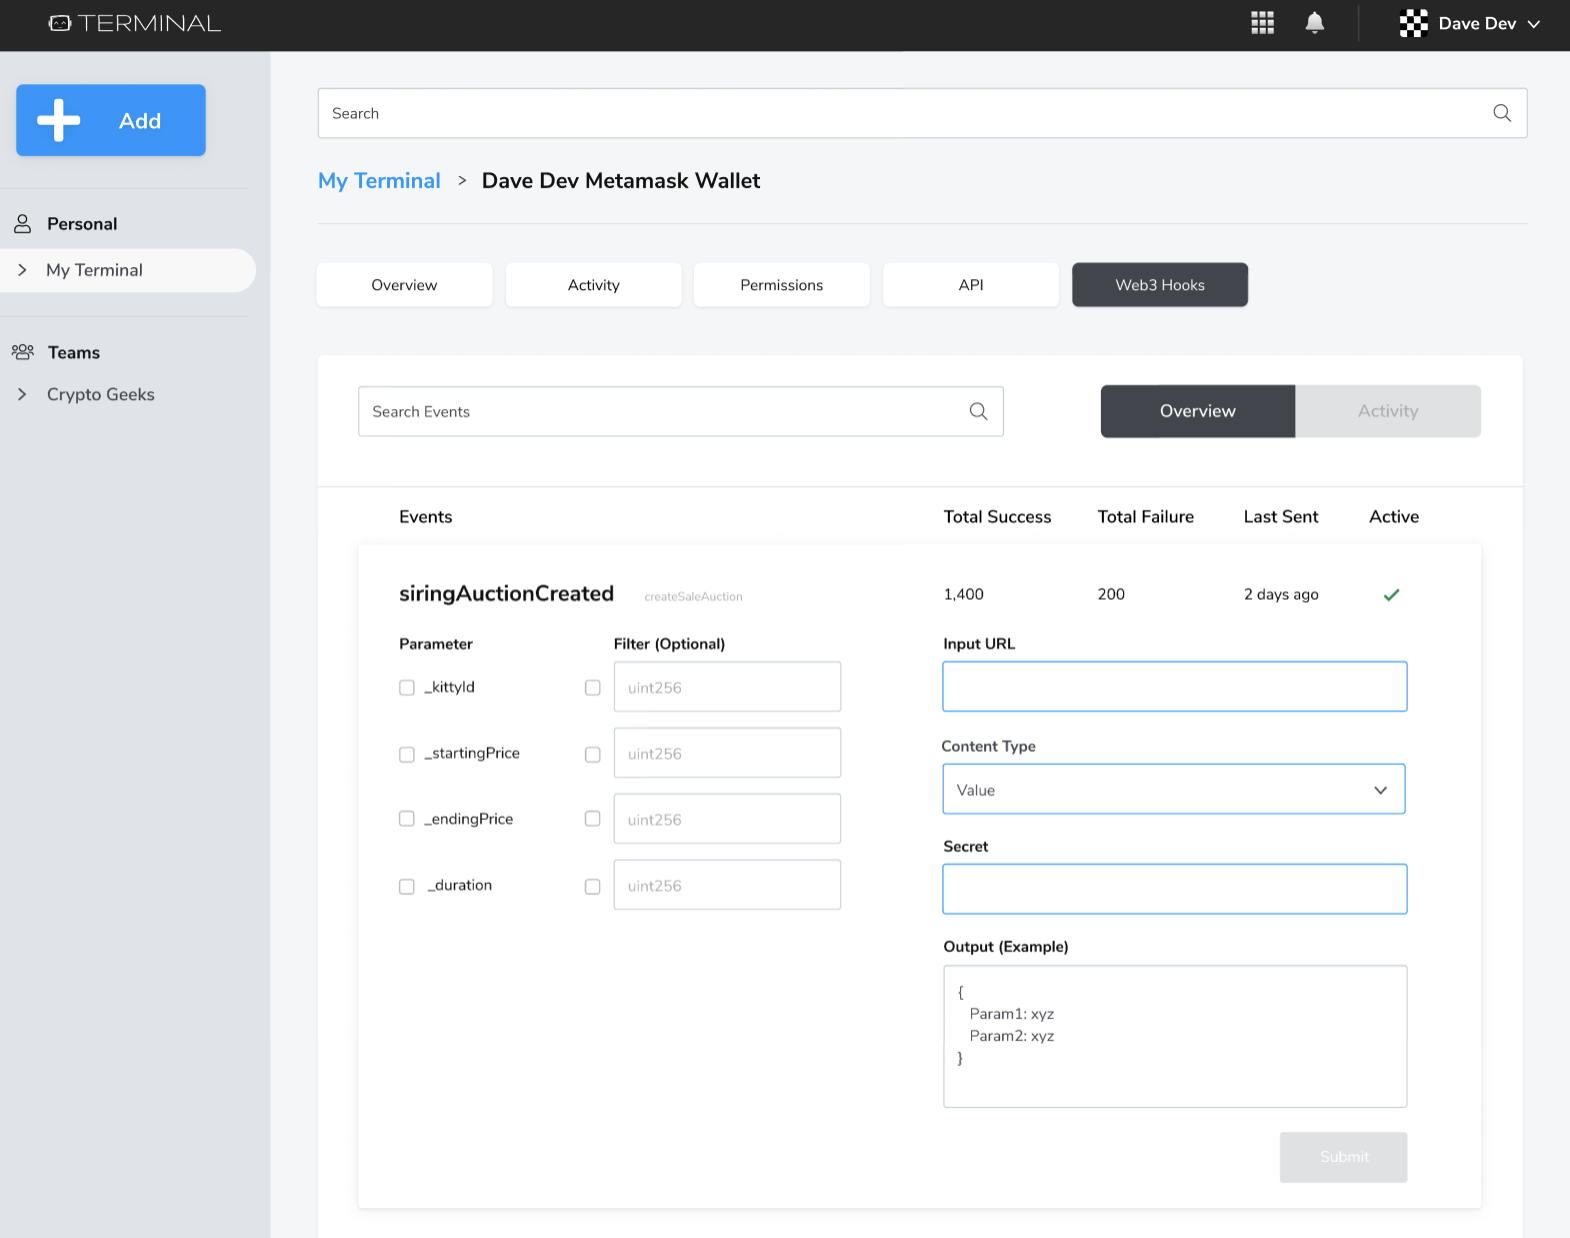 TERMINAL
Dave Dev
Add
Search
My Terminal > Dave Dev Metamask Wallet
Personal
My Terminal
Teams
Crypto Geeks
Overview
Activity
Permissions
API
Web3 Hooks
Search Events
Overview
Activity
Events
Total Success
Total Failure
Last Sent
Active
siringAuctionCreated
createSaleAuction
1,400
200
2 days ago
Parameter
Filter (Optional)
_kittyId
uint256
_startingPrice
uint256
_endingPrice
uint256
_duration
uint256
Input URL
Content Type
Value
Secret
Output (Example)
{
Param1: xyz
Param2: xyz
}
Submit